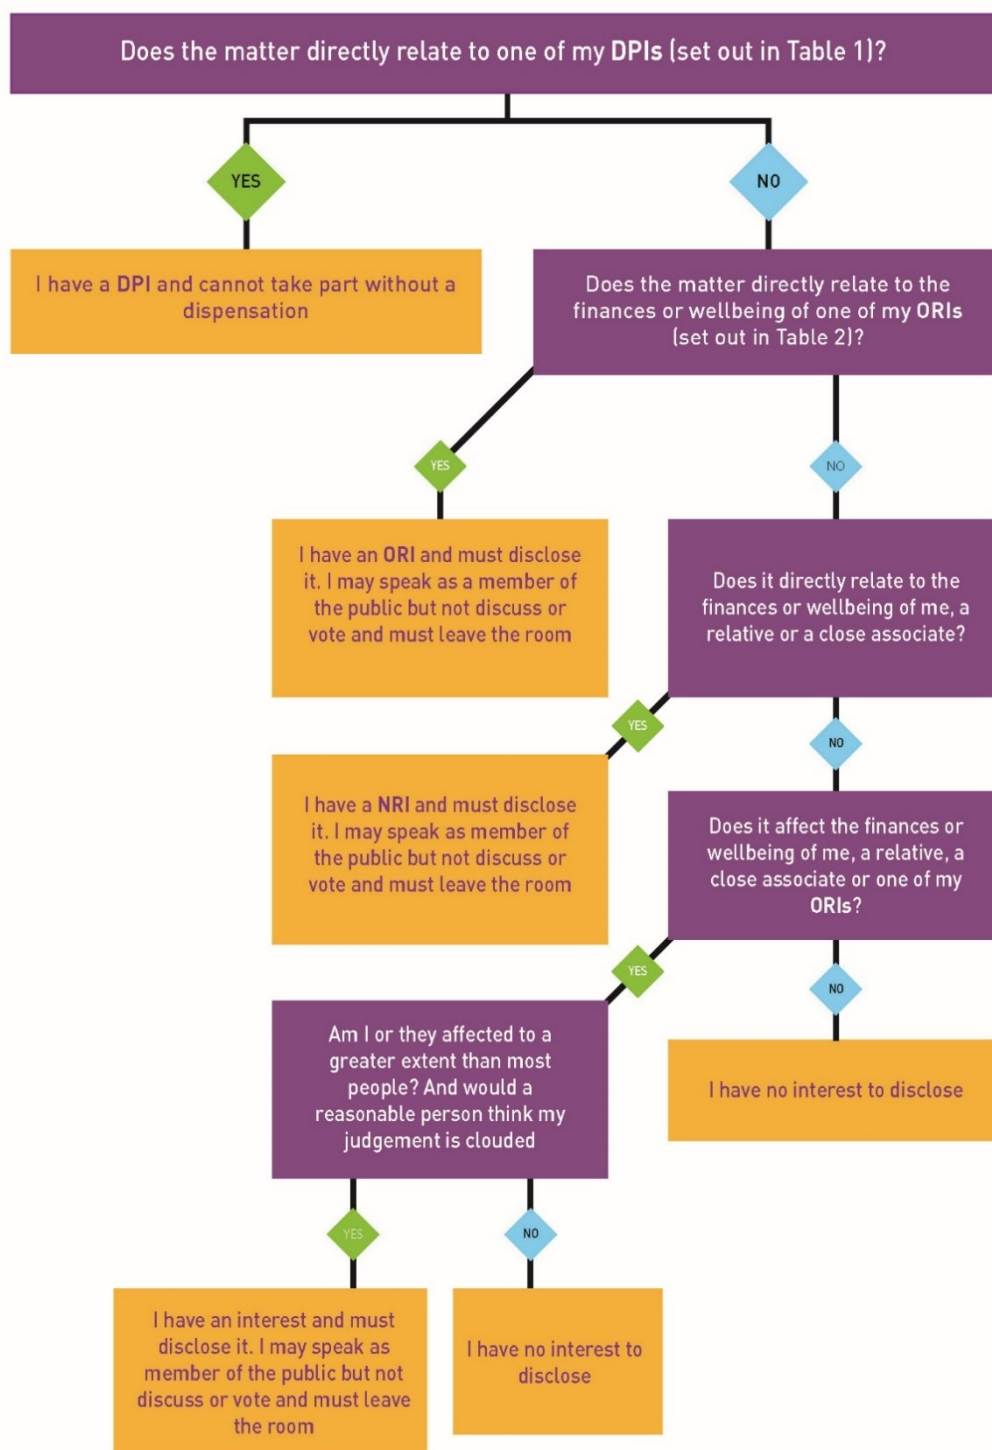 Does the matter directly relate to one of my DPIs (set out in Table 1)?
YES
NO
I have a DPI and cannot take part without a
dispensation
Does the matter directly relate to the
finances or wellbeing of one of my ORIs
(set out in Table 2)?
YES
NO
I have an ORI and must disclose
it. I may speak as a member of
the public but not discuss or
vote and must leave the room
Does it directly relate to the
finances or wellbeing of me, a
relative or a close associate?
YES
NO
I have a NRI and must disclose
it. I may speak as member of
the public but not discuss or
vote and must leave the room
Does it affect the finances or
wellbeing of me, a relative, a
close associate or one of my
ORIs?
YES
NO
Am I or they affected to a
greater extent than most
people? And would a
reasonable person think my
judgement is clouded
I have no interest to disclose
YES
NO
I have an interest and must
disclose it. I may speak as
member of the public but not
discuss or vote and must leave
the room
I have no interest to
disclose